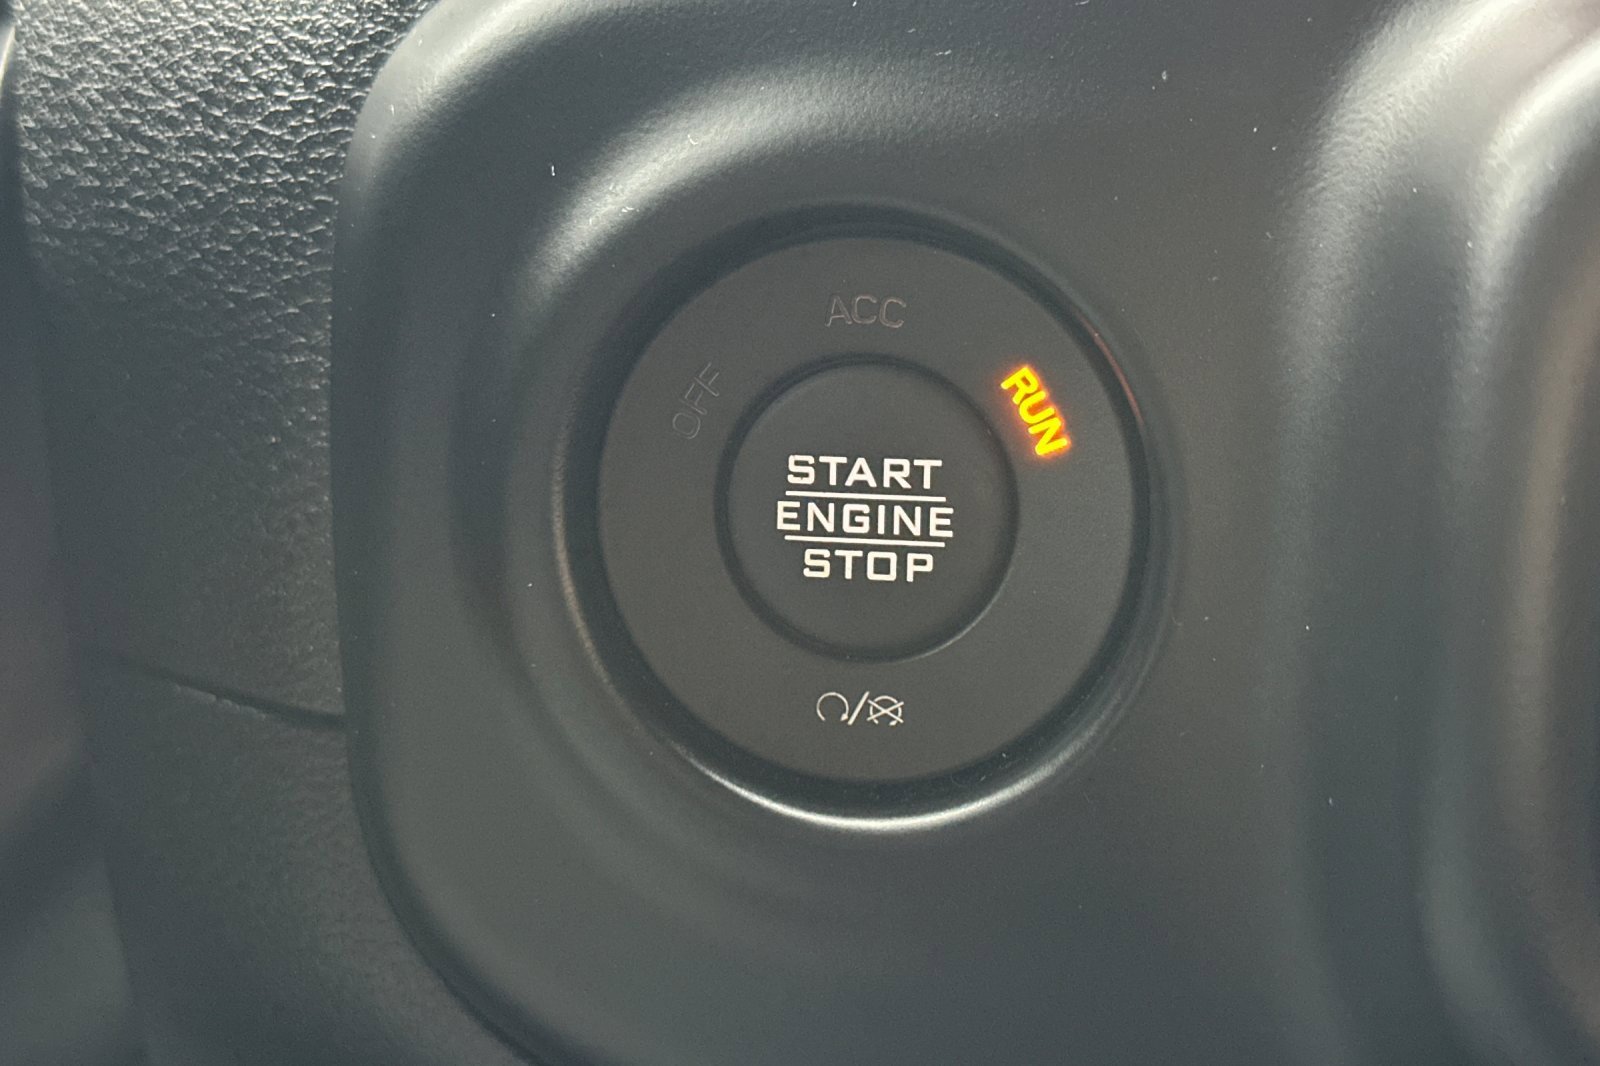 ACC
OFF
RUN
START
ENGINE
STOP